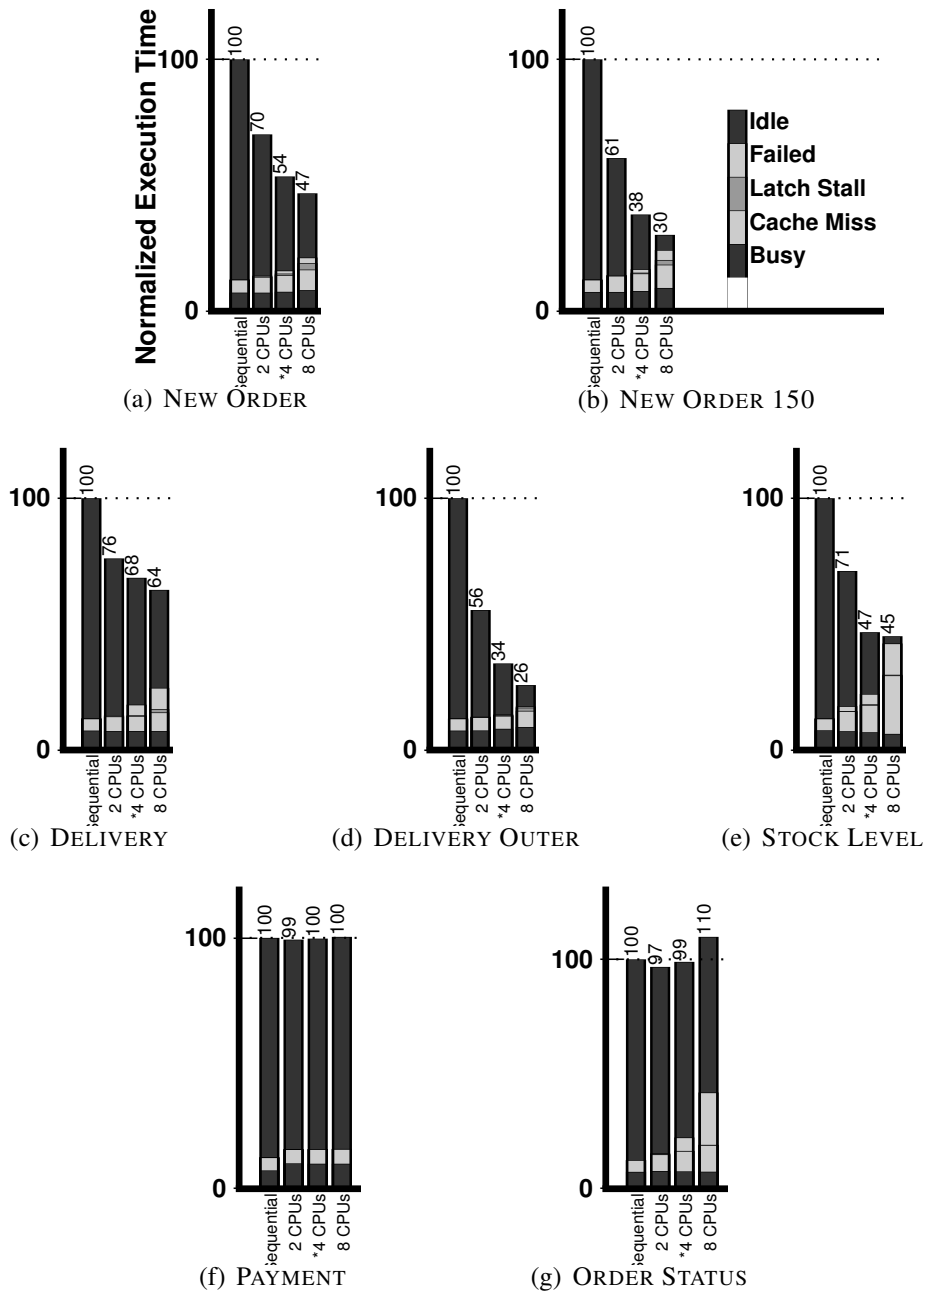 Normalized Execution Time
100
0
100
70
54
47
Sequential
2 CPUs
*4 CPUs
8 CPUs
(a) NEW ORDER
100
0
100
61
38
30
Sequential
2 CPUs
*4 CPUs
8 CPUs
Idle
Failed
Latch Stall
Cache Miss
Busy
(b) NEW ORDER 150
100
0
100
76
68
64
Sequential
2 CPUs
*4 CPUs
8 CPUs
(c) DELIVERY
100
0
100
56
34
26
Sequential
2 CPUs
*4 CPUs
8 CPUs
(d) DELIVERY OUTER
100
0
100
71
47
45
Sequential
2 CPUs
*4 CPUs
8 CPUs
(e) STOCK LEVEL
100
0
100
99
100
100
Sequential
2 CPUs
*4 CPUs
8 CPUs
(f) PAYMENT
100
0
100
97
99
110
Sequential
2 CPUs
*4 CPUs
8 CPUs
(g) ORDER STATUS